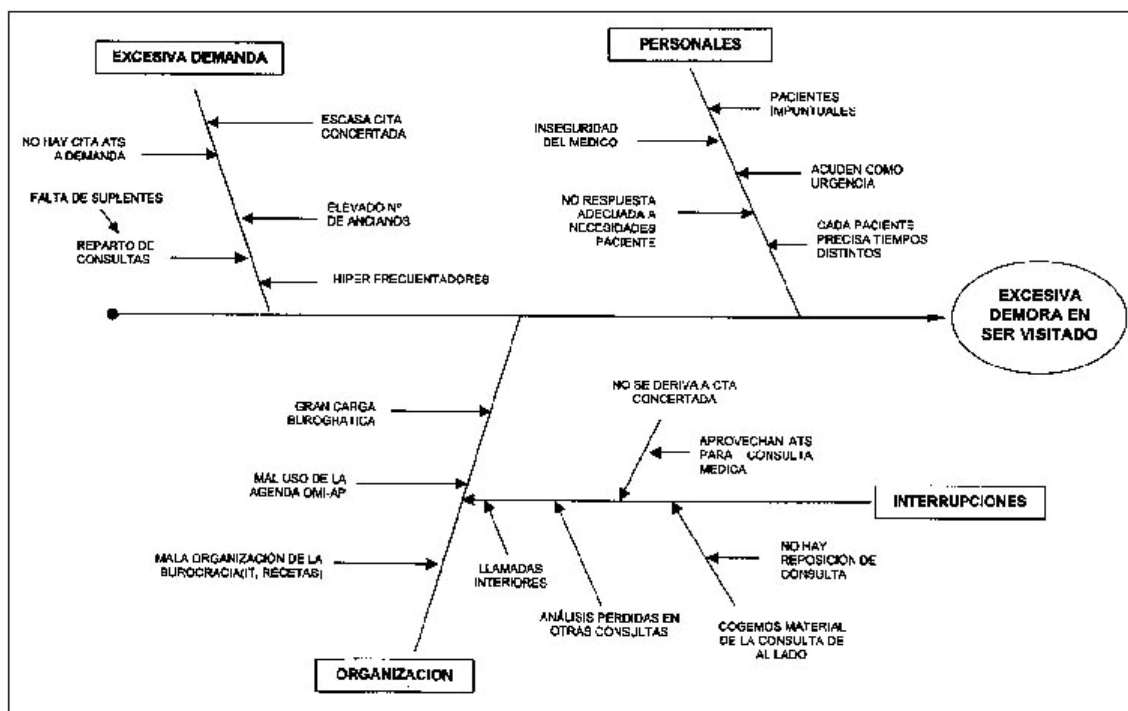 EXCESIVA DEMANDA
ESCASA CITA
CONCERTADA
NO HAY CITA ATS
A DEMANDA
FALTA DE SUPLENTES
ELEVADO Nº
DE ANCIANOS
REPARTO DE
CONSULTAS
HIPER FRECUENTADORES
PERSONALES
PACIENTES
IMPUNTUALES
INSEGURIDAD
DEL MEDICO
ACUDEN COMO
URGENCIA
NO RESPUESTA
ADECUADA A
NECESIDADES
PACIENTE
CADA PACIENTE
PRECISA TIEMPOS
DISTINTOS
EXCESIVA
DEMORA EN
SER VISITADO
GRAN CARGA
BUROGRATICA
MAL USO DE LA
AGENDA OMI-AP
MALA ORGANIZACIÓN DE LA
BUROCRACIA(IT, RECETAS)
ORGANIZACION
NO SE DERIVA A CTA
CONCERTADA
APROVECHAN ATS
PARA CONSULTA
MEDICA
INTERRUPCIONES
LLAMADAS
INTERIORES
ANÁLISIS PERDIDAS EN
OTRAS CONSULTAS
NO HAY
REPOSICIÓN DE
CONSULTA
COGEMOS MATERIAL
DE LA CONSULTA DE
AL LADO